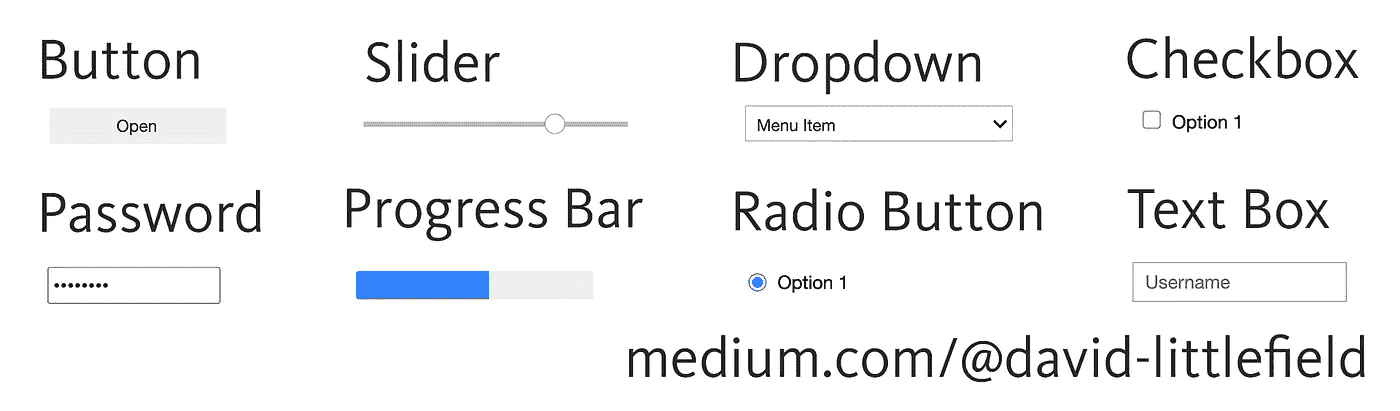 Button
Slider
Dropdown
Checkbox
Open
Menu Item
Option 1
Password
Progress Bar
Radio Button
Text Box
••••••••
Option 1
Username
medium.com/@david-littlefield